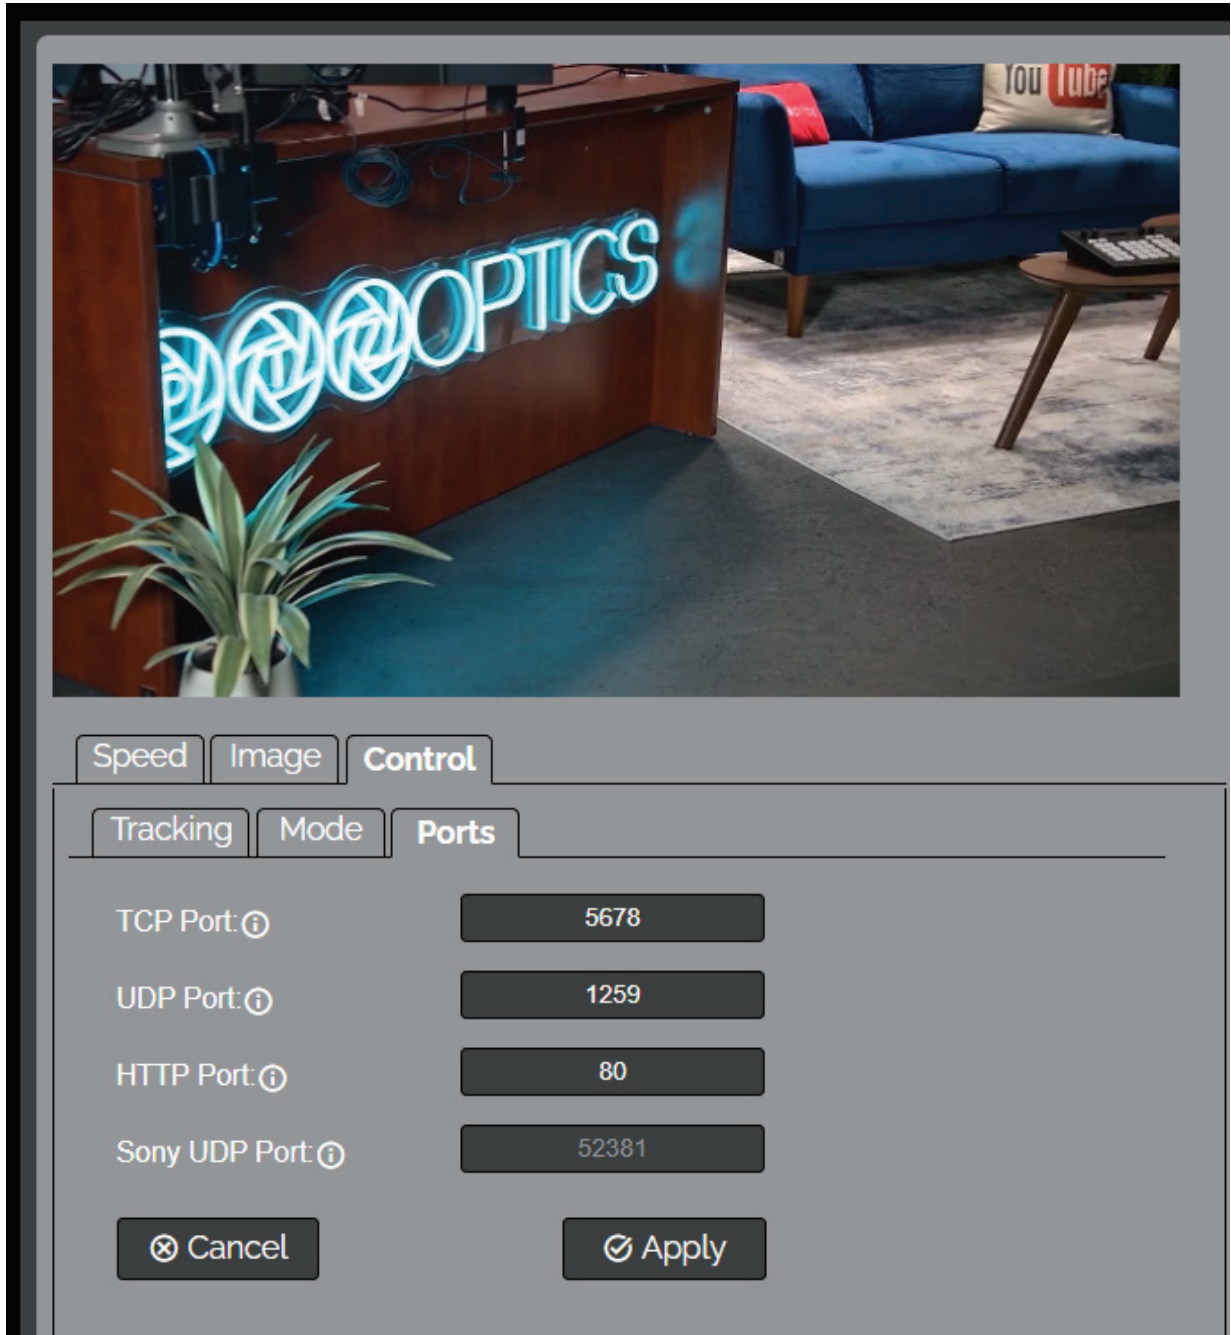 You Tube
PTZOPTICS
Speed Image Control
Tracking Mode Ports
TCP Port: 5678
UDP Port: 1259
HTTP Port: 80
Sony UDP Port: 52381
Cancel Apply